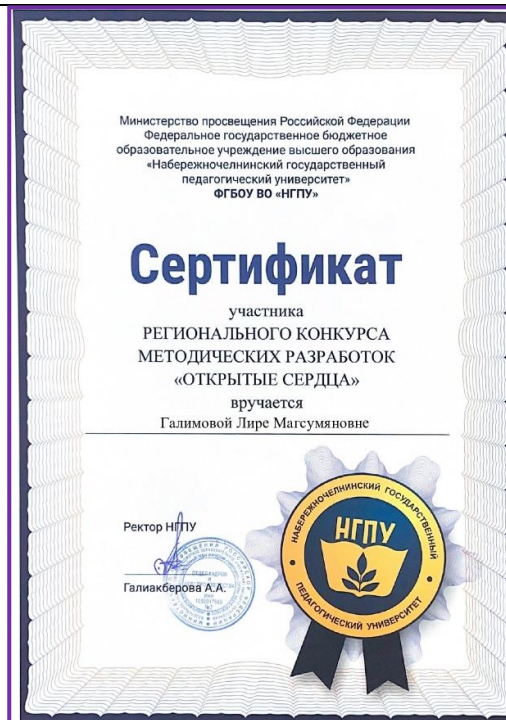 Министерство просвещения Российской Федерации
Федеральное государственное бюджетное
образовательное учреждение высшего образования
«Набережночелнинский государственный
педагогический университет»
ФГБОУ ВО «НГПУ»
Сертификат
участника
РЕГИОНАЛЬНОГО КОНКУРСА
МЕТОДИЧЕСКИХ РАЗРАБОТОК
«ОТКРЫТЫЕ СЕРДЦА»
вручается
Галимовой Лире Магсумяновне
Ректор НГПУ
Галиакберова А.А.
НАБЕРЕЖНОЧЕЛНИНСКИЙ ГОСУДАРСТВЕННЫЙ
НГПУ
ПЕДАГОГИЧЕСКИЙ УНИВЕРСИТЕТ